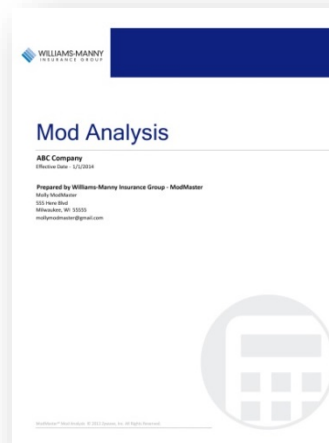 WILLIAMS-MANNY
INSURANCE GROUP
Mod Analysis
ABC Company
Effective Date - 1/1/2014
Prepared by Williams-Manny Insurance Group - ModMaster
Molly ModMaster
555 Here Blvd
Milwaukee, WI 55555
mollymodmaster@gmail.com